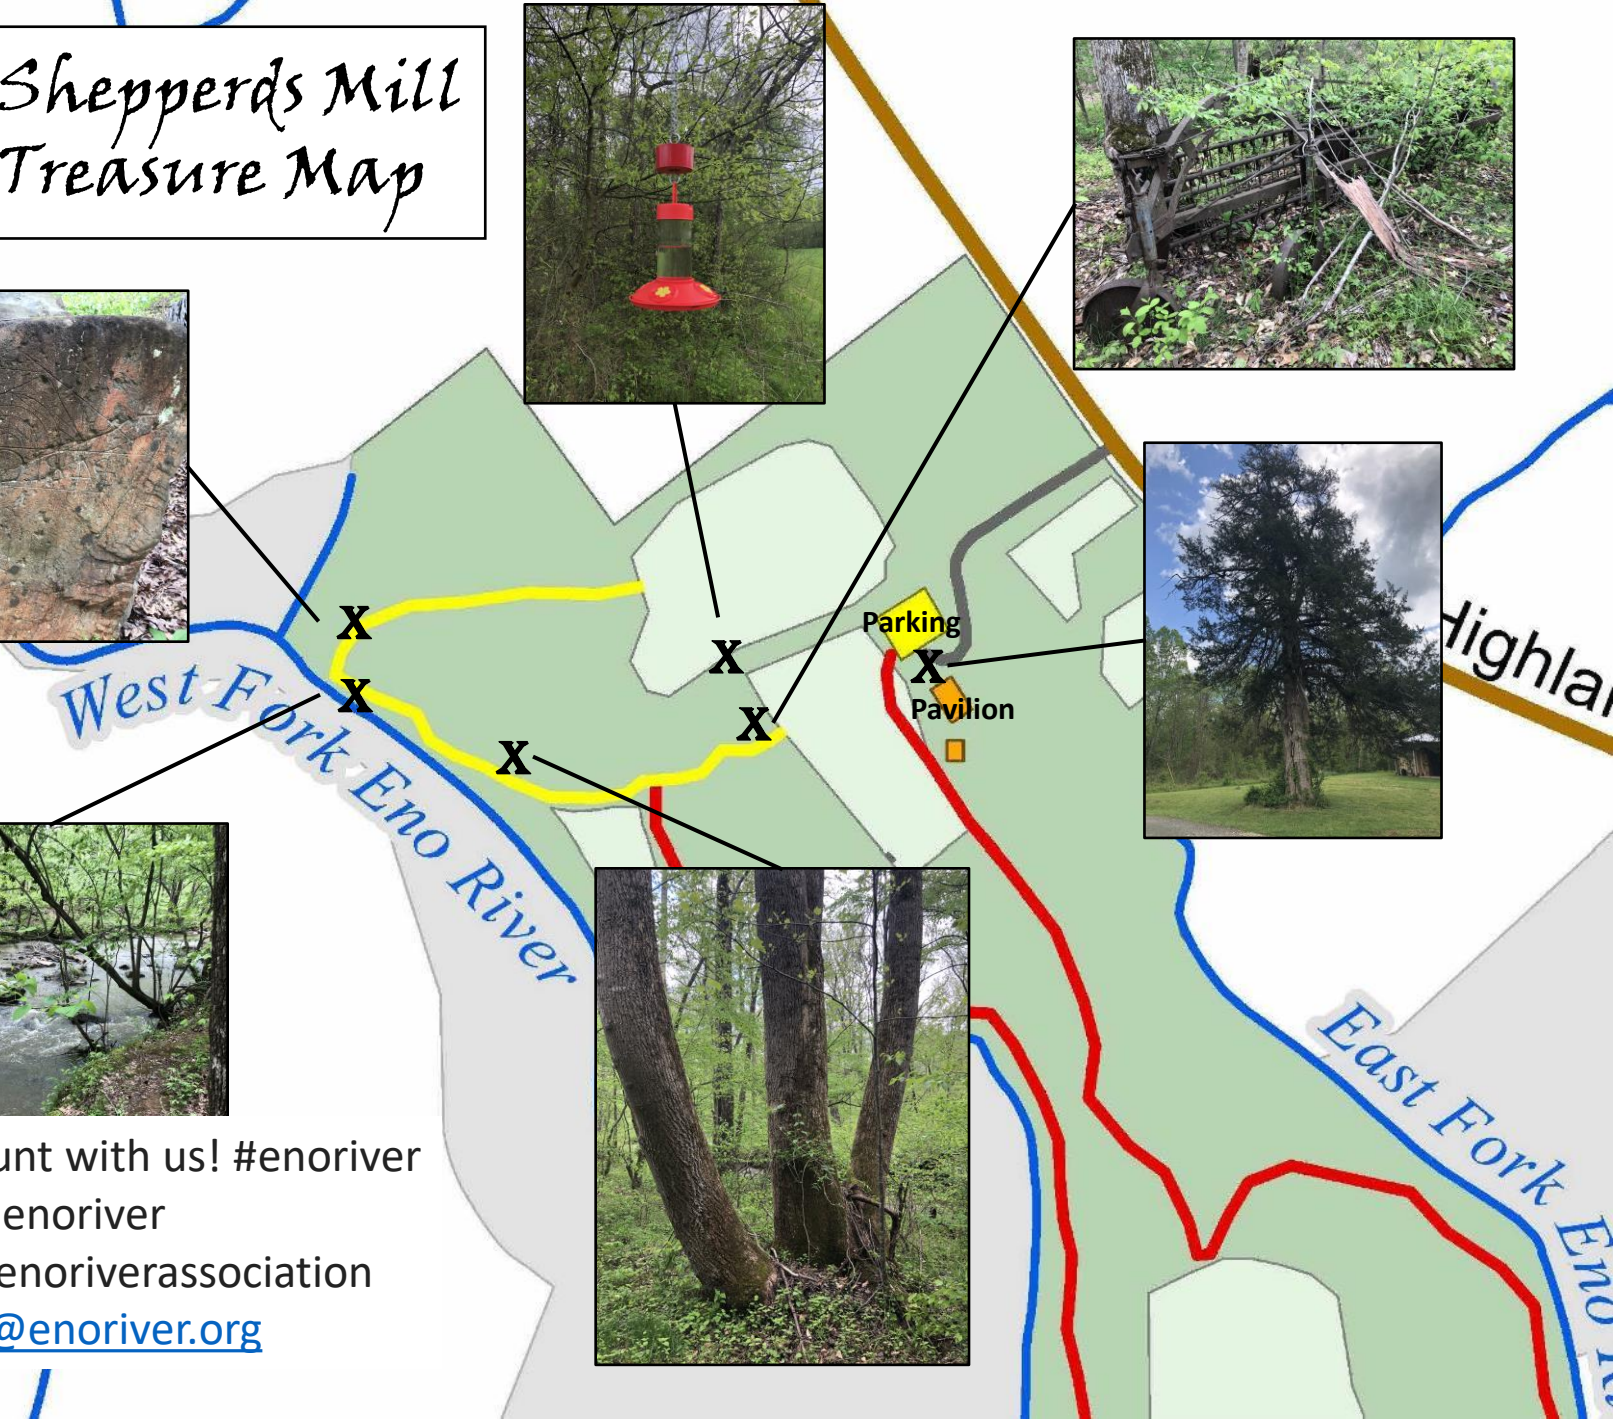 Shepperds Mill
Treasure Map
X
X
X
X
X
X
Parking
Pavilion
West Fork Eno River
East Fork Eno
unt with us! #enoriver
enoriver
enoriverassociation
@enoriver.org